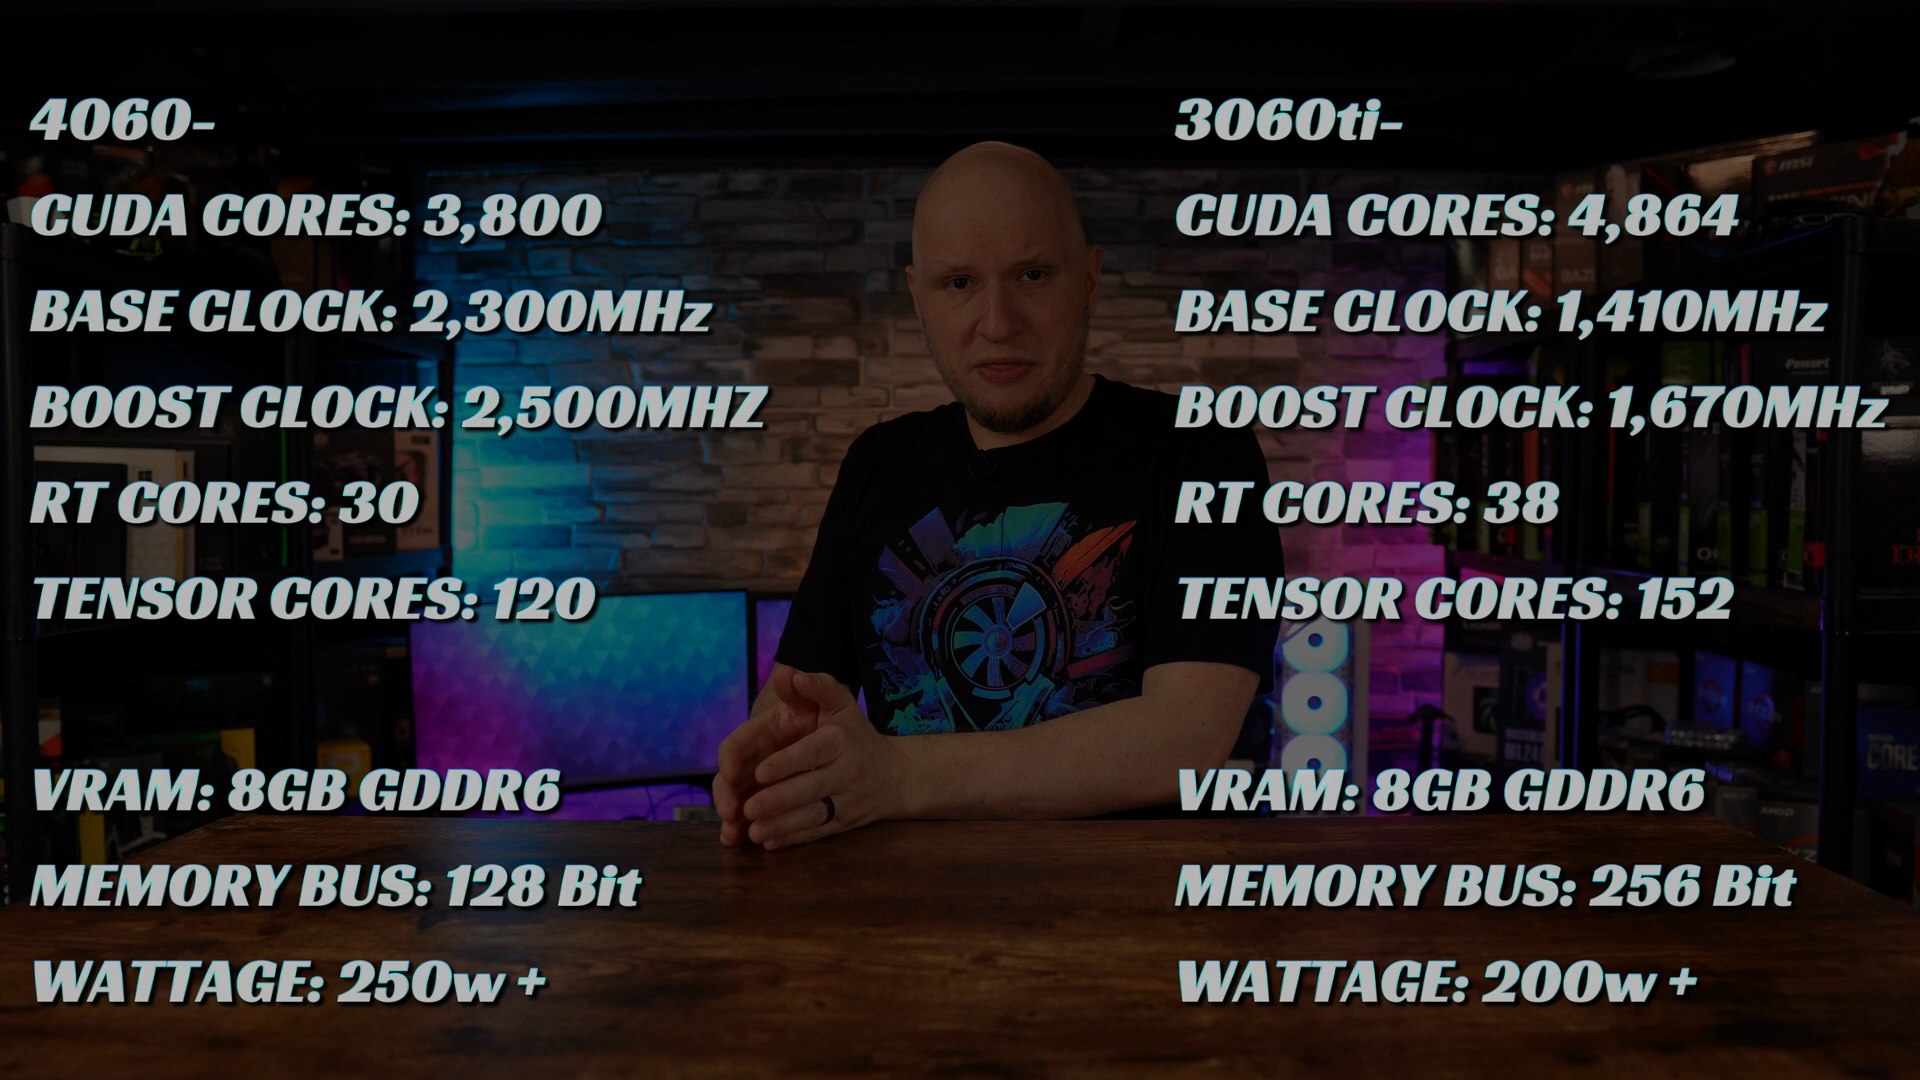 4060-
CUDA CORES: 3,800
BASE CLOCK: 2,300MHz
BOOST CLOCK: 2,500MHZ
RT CORES: 30
TENSOR CORES: 120
VRAM: 8GB GDDR6
MEMORY BUS: 128 Bit
WATTAGE: 250w +
3060ti-
CUDA CORES: 4,864
BASE CLOCK: 1,410MHz
BOOST CLOCK: 1,670MHz
RT CORES: 38
TENSOR CORES: 152
VRAM: 8GB GDDR6
MEMORY BUS: 256 Bit
WATTAGE: 200w +
msi
CORE